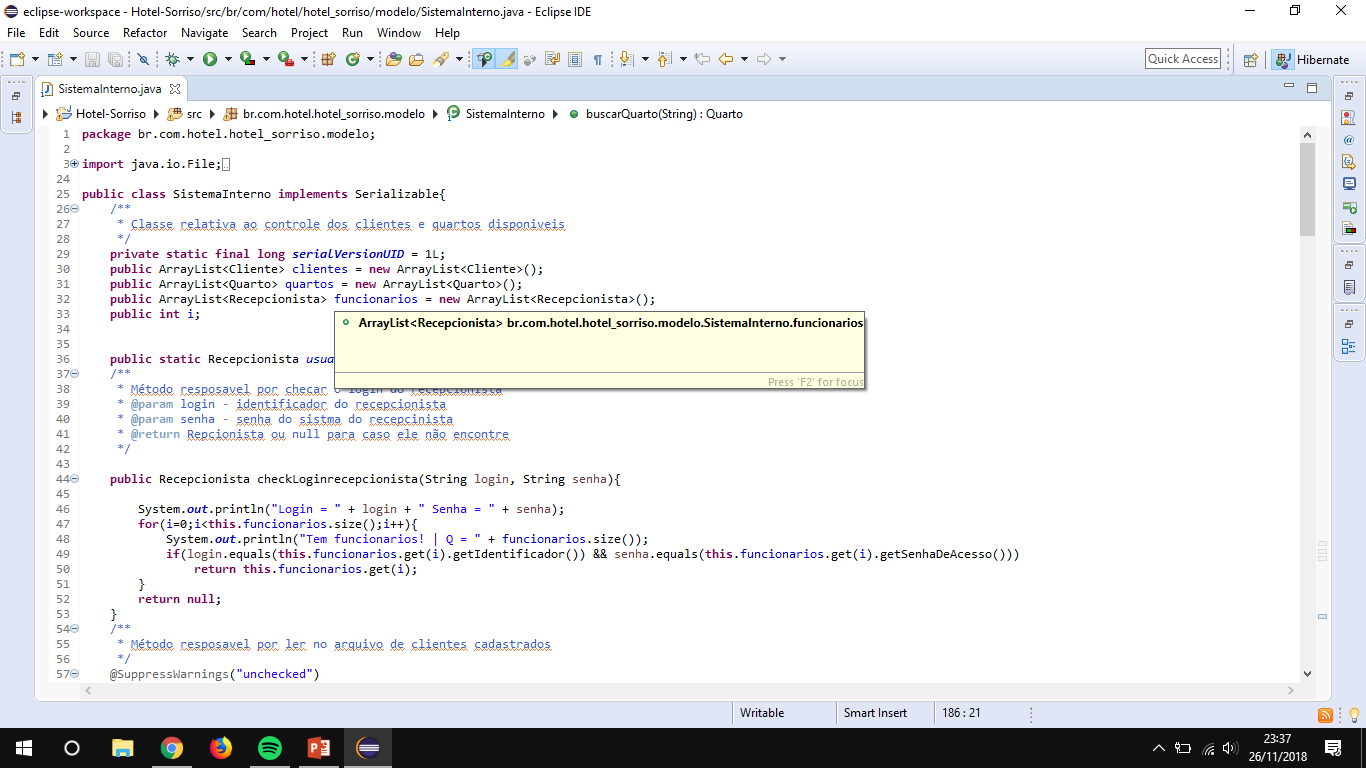 eclipse-workspace - Hotel-Sorriso/src/br/com/hotel/hotel_sorriso/modelo/SistemaInterno.java - Eclipse IDE
File Edit Source Refactor Navigate Search Project Run Window Help
Quick Access
Hibernate
SistemaInterno.java
Hotel-Sorriso src br.com.hotel.hotel_sorriso.modelo SistemaInterno buscarQuarto(String) : Quarto
1 package br.com.hotel.hotel_sorriso.modelo;
2
3 import java.io.File;
24
25 public class SistemaInterno implements Serializable{
26 /**
27 * Classe relativa ao controle dos clientes e quartos disponiveis
28 */
29 private static final long serialVersionUID = 1L;
30 public ArrayList<Cliente> clientes = new ArrayList<Cliente>();
31 public ArrayList<Quarto> quartos = new ArrayList<Quarto>();
32 public ArrayList<Recepcionista> funcionarios = new ArrayList<Recepcionista>();
33 public int i;
ArrayList<Recepcionista> br.com.hotel.hotel_sorriso.modelo.SistemaInterno.funcionarios
Press 'F2' for focus
34
35
36 public static Recepcionista usua
37 /**
38 * Método resposavel por checar o login do recepcionista
39 * @param login - identificador do recepcionista
40 * @param senha - senha do sistma do recepcinista
41 * @return Repcionista ou null para caso ele não encontre
42 */
43
44 public Recepcionista checkLoginrecepcionista(String login, String senha){
45
46 System.out.println("Login = " + login + " Senha = " + senha);
47 for(i=0;i<this.funcionarios.size();i++){
48 System.out.println("Tem funcionarios! | Q = " + funcionarios.size());
49 if(login.equals(this.funcionarios.get(i).getIdentificador()) && senha.equals(this.funcionarios.get(i).getSenhaDeAcesso()))
50 return this.funcionarios.get(i);
51 }
52 return null;
53 }
54 /**
55 * Método resposavel por ler no arquivo de clientes cadastrados
56 */
57 @SuppressWarnings("unchecked")
Writable Smart Insert 186 : 21
23:37
26/11/2018